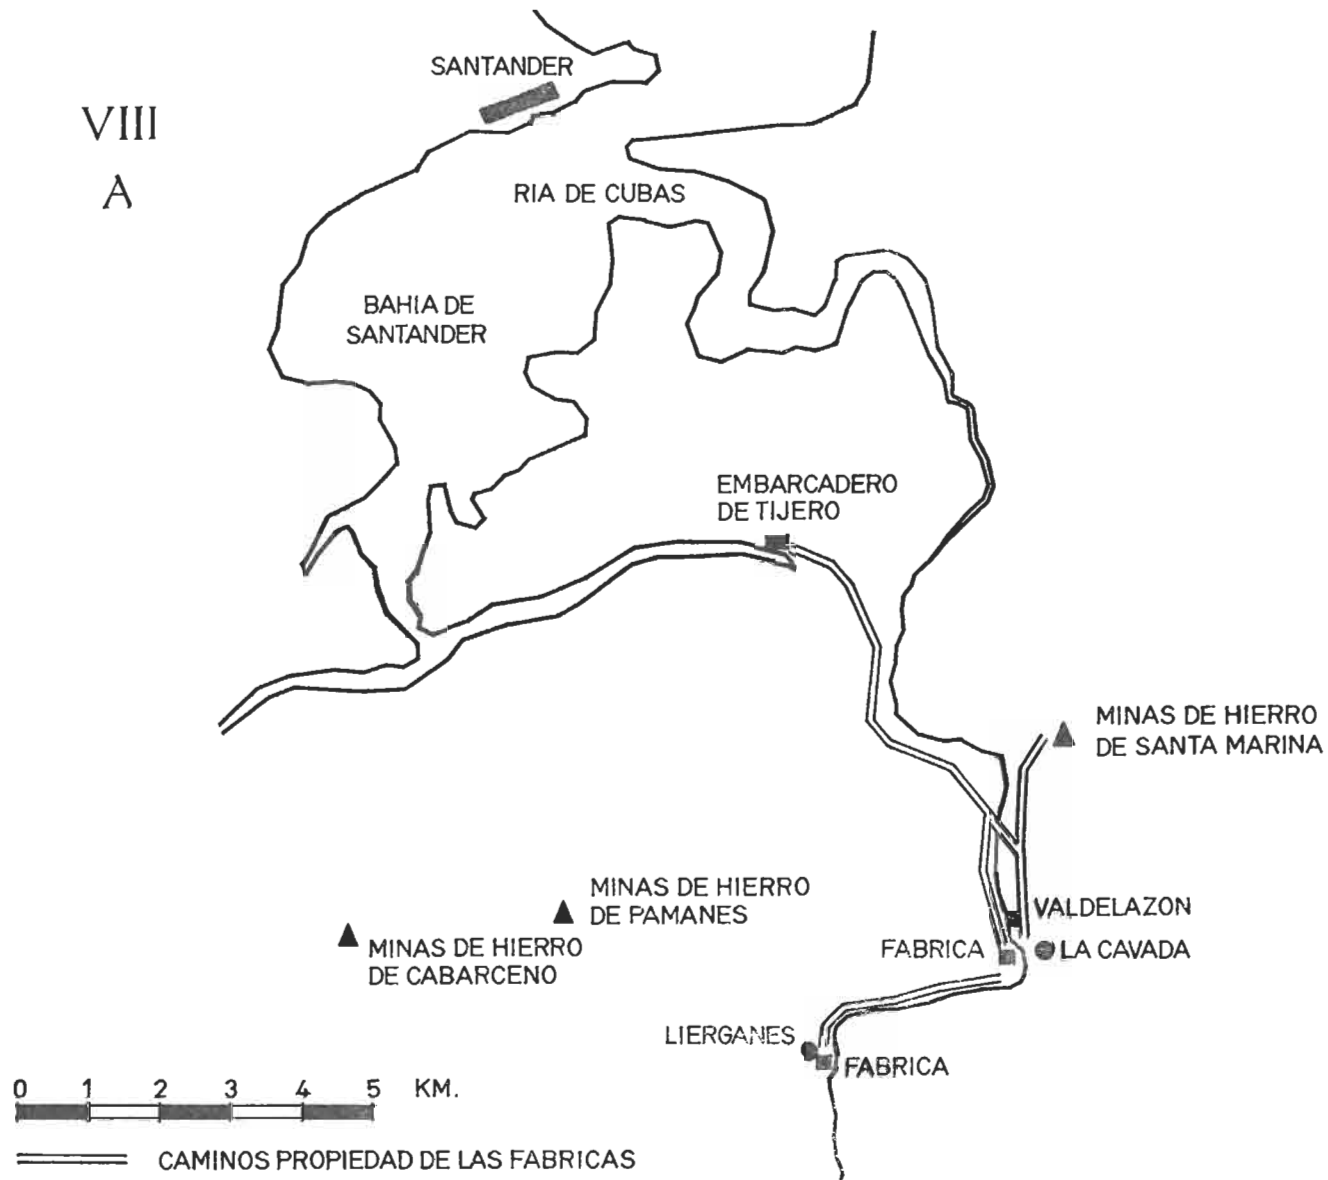 SANTANDER
VIII
A
RIA DE CUBAS
BAHIA DE
SANTANDER
EMBARCADERO
DE TIJERO
MINAS DE HIERRO
DE SANTA MARINA
MINAS DE HIERRO
DE PAMANES
VALDELAZON
MINAS DE HIERRO
DE CABARCENO
FABRICA
LA CAVADA
LIERGANES
FABRICA
0 1 2 3 4 5 KM.
CAMINOS PROPIEDAD DE LAS FABRICAS